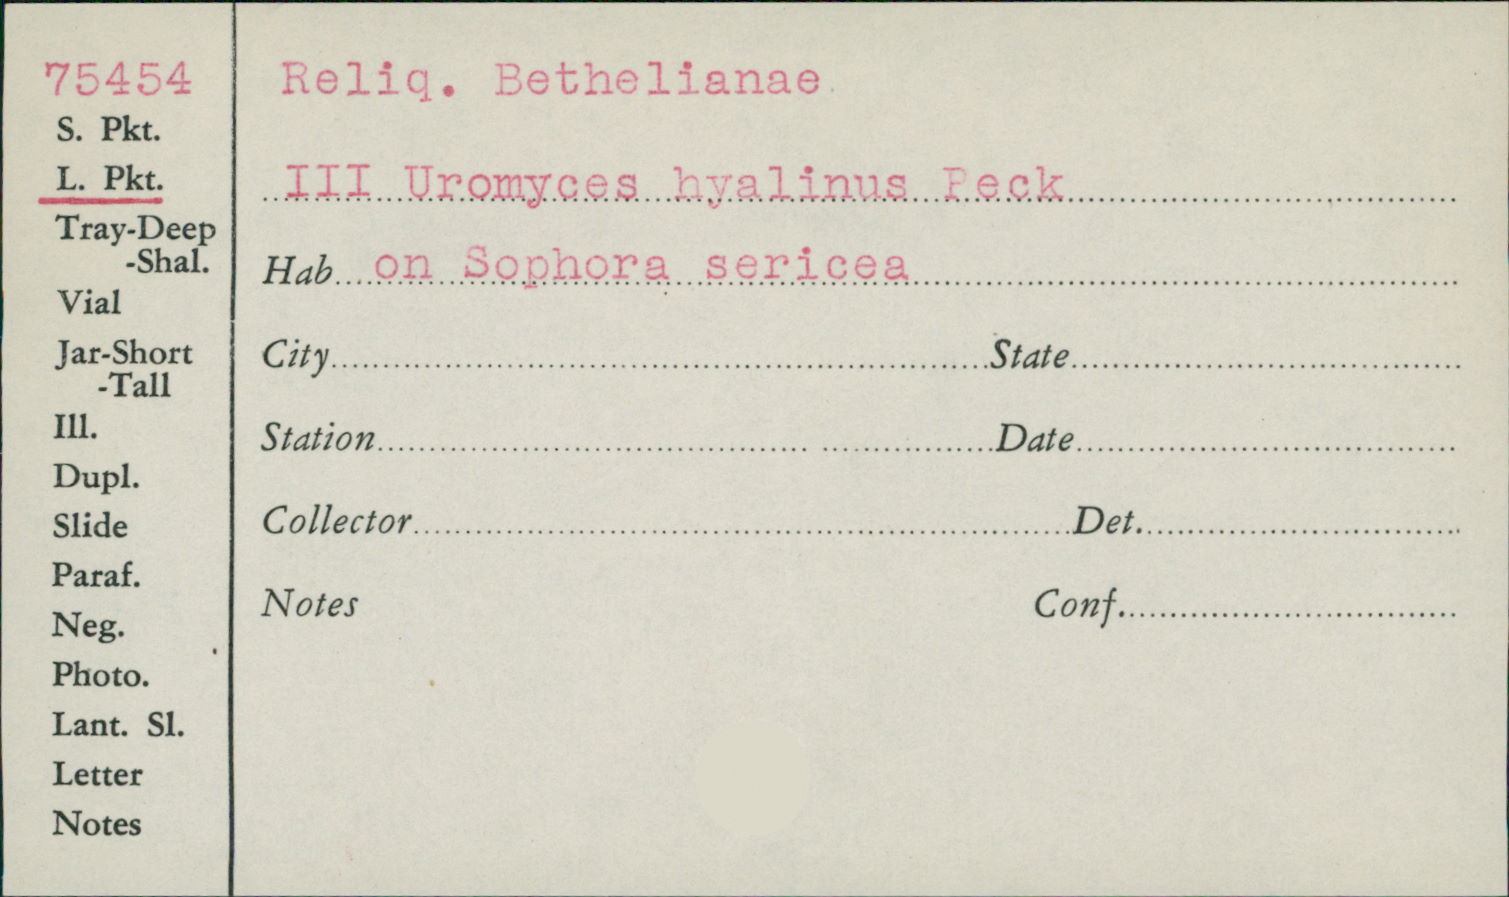 75454
Reliq. Bethelianae
S. Pkt.
L. Pkt.
III Uromyces hyalinus Peck
Tray-Deep
-Shal.
Hab. on Sophora sericea
Vial
Jar-Short
-Tall
City State
Ill.
Station Date
Dupl.
Slide
Collector Det.
Paraf.
Notes Conf.
Neg.
Photo.
Lant. Sl.
Letter
Notes